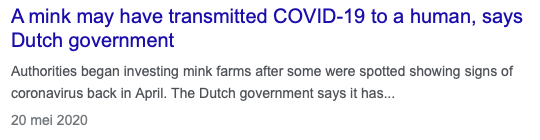 A mink may have transmitted COVID-19 to a human, says
Dutch government
Authorities began investing mink farms after some were spotted showing signs of
coronavirus back in April. The Dutch government says it has...
20 mei 2020